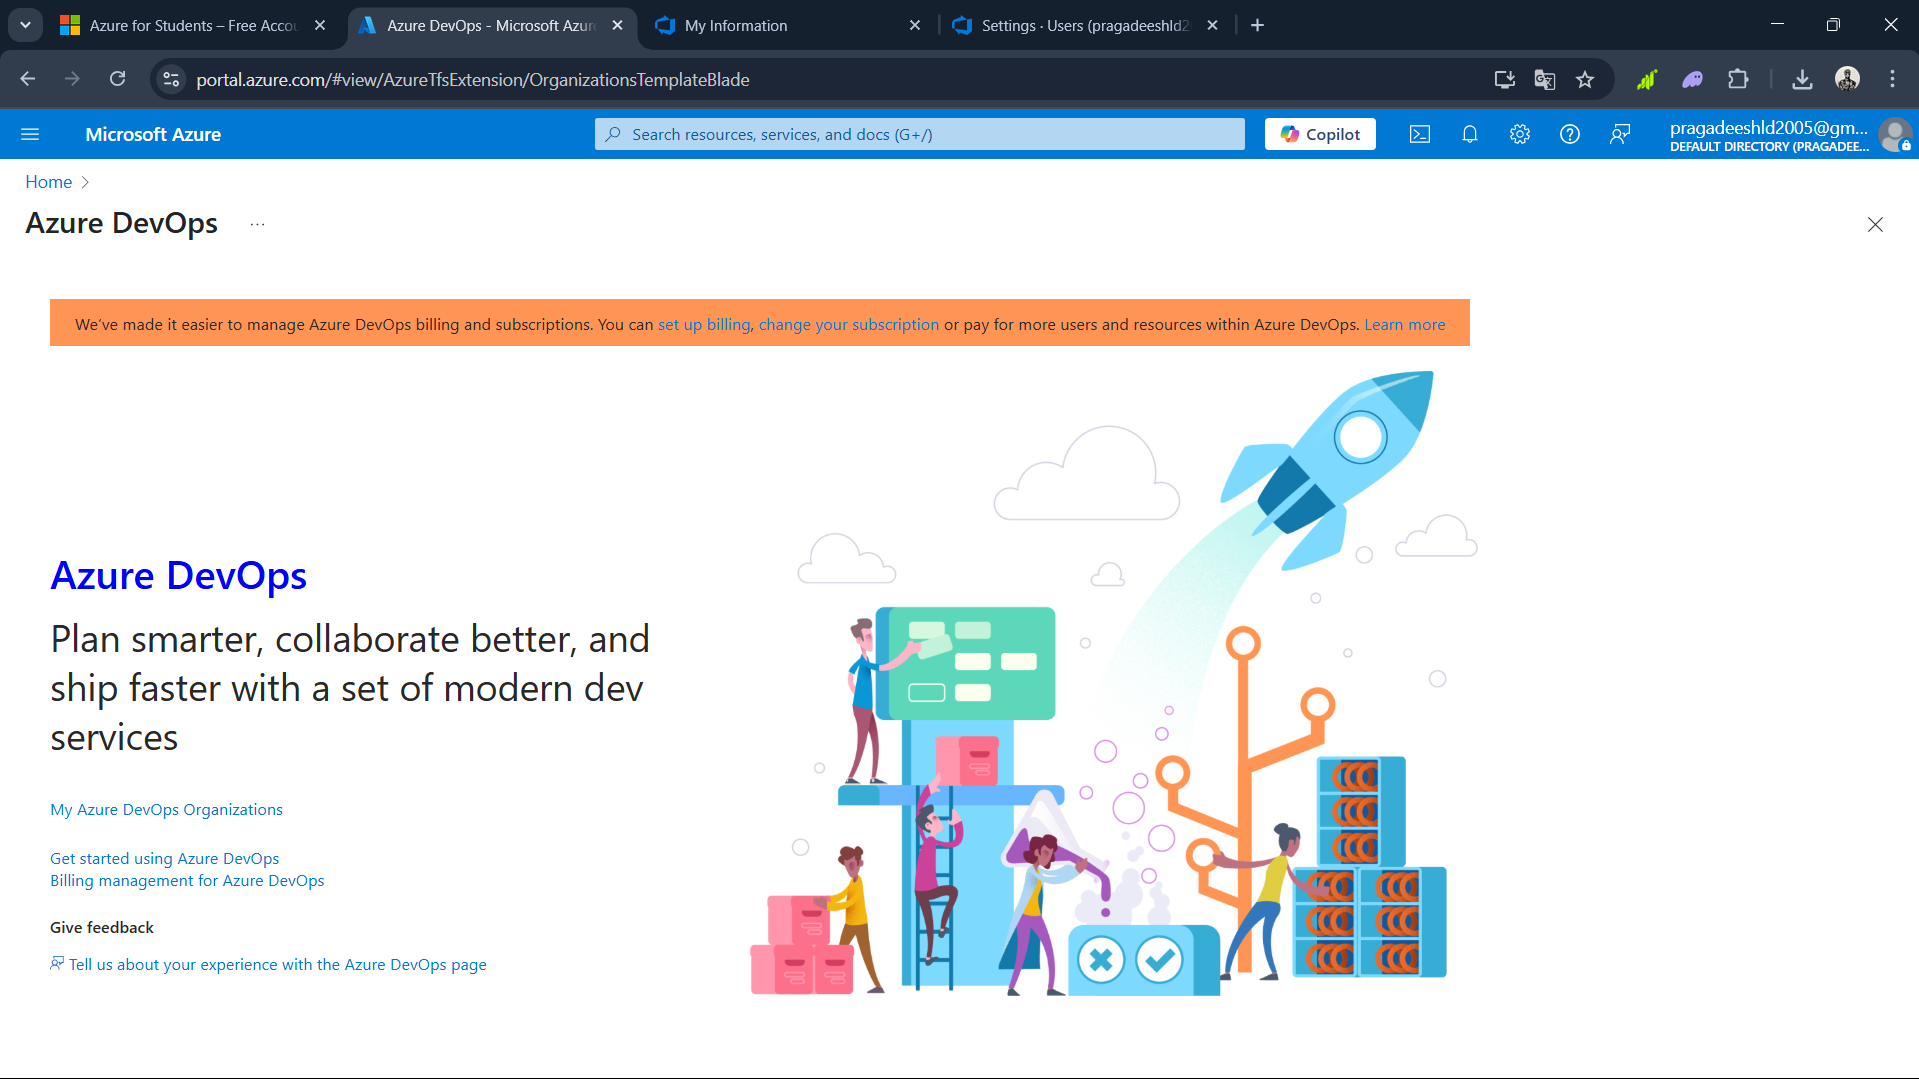 Azure for Students – Free Accou
Azure DevOps - Microsoft Azure
My Information
Settings · Users (pragadeeshld2
portal.azure.com/#view/AzureTfsExtension/OrganizationsTemplateBlade
Microsoft Azure
Search resources, services, and docs (G+/)
Copilot
pragadeeshld2005@gm...
DEFAULT DIRECTORY (PRAGADEE...
Home
Azure DevOps
We've made it easier to manage Azure DevOps billing and subscriptions. You can set up billing, change your subscription or pay for more users and resources within Azure DevOps. Learn more
Azure DevOps
Plan smarter, collaborate better, and
ship faster with a set of modern dev
services
My Azure DevOps Organizations
Get started using Azure DevOps
Billing management for Azure DevOps
Give feedback
Tell us about your experience with the Azure DevOps page